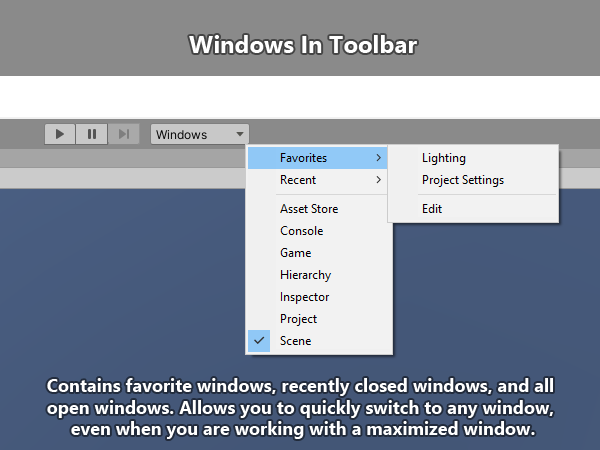 Windows In Toolbar
Windows
Favorites
Recent
Asset Store
Console
Game
Hierarchy
Inspector
Project
Scene
Lighting
Project Settings
Edit
Contains favorite windows, recently closed windows, and all
open windows. Allows you to quickly switch to any window,
even when you are working with a maximized window.